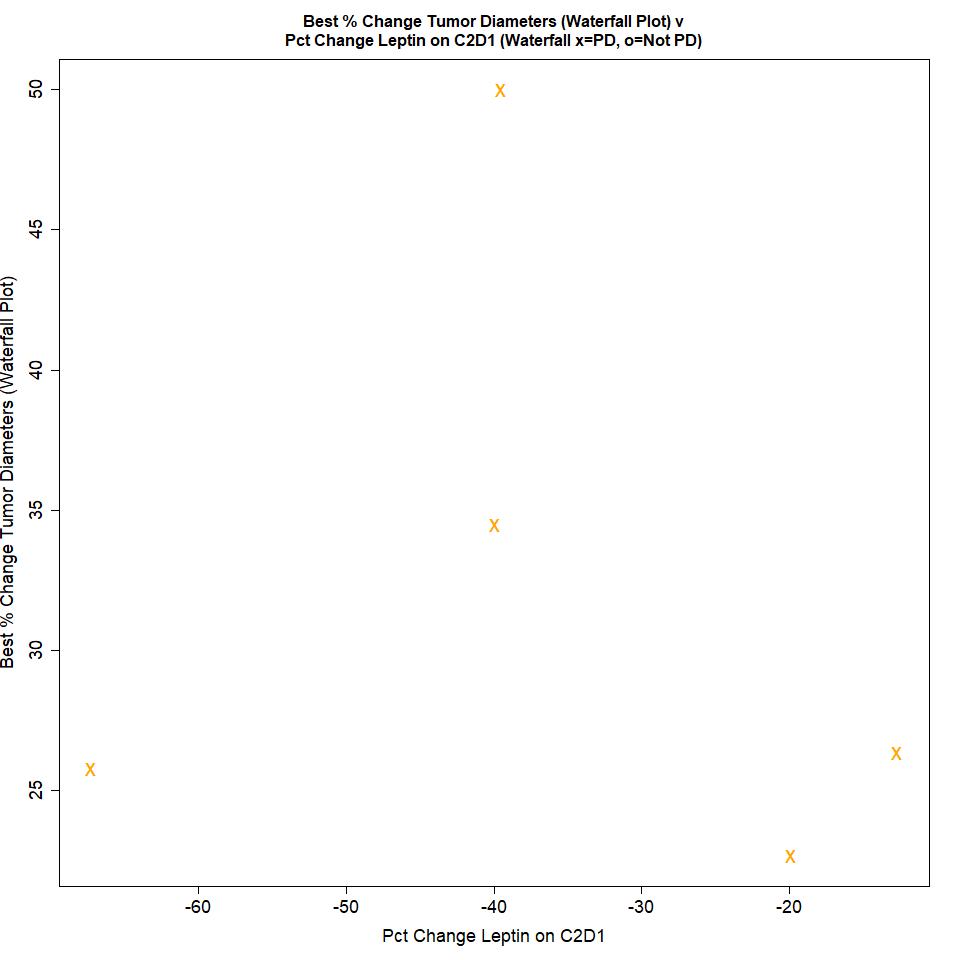 Best % Change Tumor Diameters (Waterfall Plot) v
Pct Change Leptin on C2D1 (Waterfall x=PD, o=Not PD)
Best % Change Tumor Diameters (Waterfall Plot)
50
45
40
35
30
25
X
X
X
X
X
-60
-50
-40
-30
-20
Pct Change Leptin on C2D1